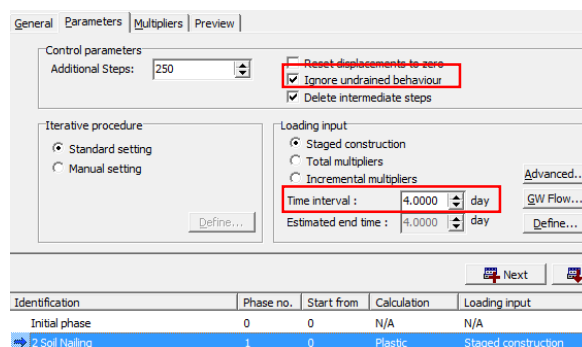 General Parameters Multipliers Preview
Control parameters
Additional Steps: 250
Reset displacements to zero
Ignore undrained behaviour
Delete intermediate steps
Iterative procedure
Standard setting
Manual setting
Define...
Loading input
Staged construction
Total multipliers
Incremental multipliers
Time interval : 4.0000 day
Estimated end time : 4.0000 day
Advanced..
GW Flow...
Define...
Next
Identification Phase no. Start from Calculation Loading input
Initial phase 0 0 N/A N/A
2 Soil Nailing 1 0 Plastic Staged construction